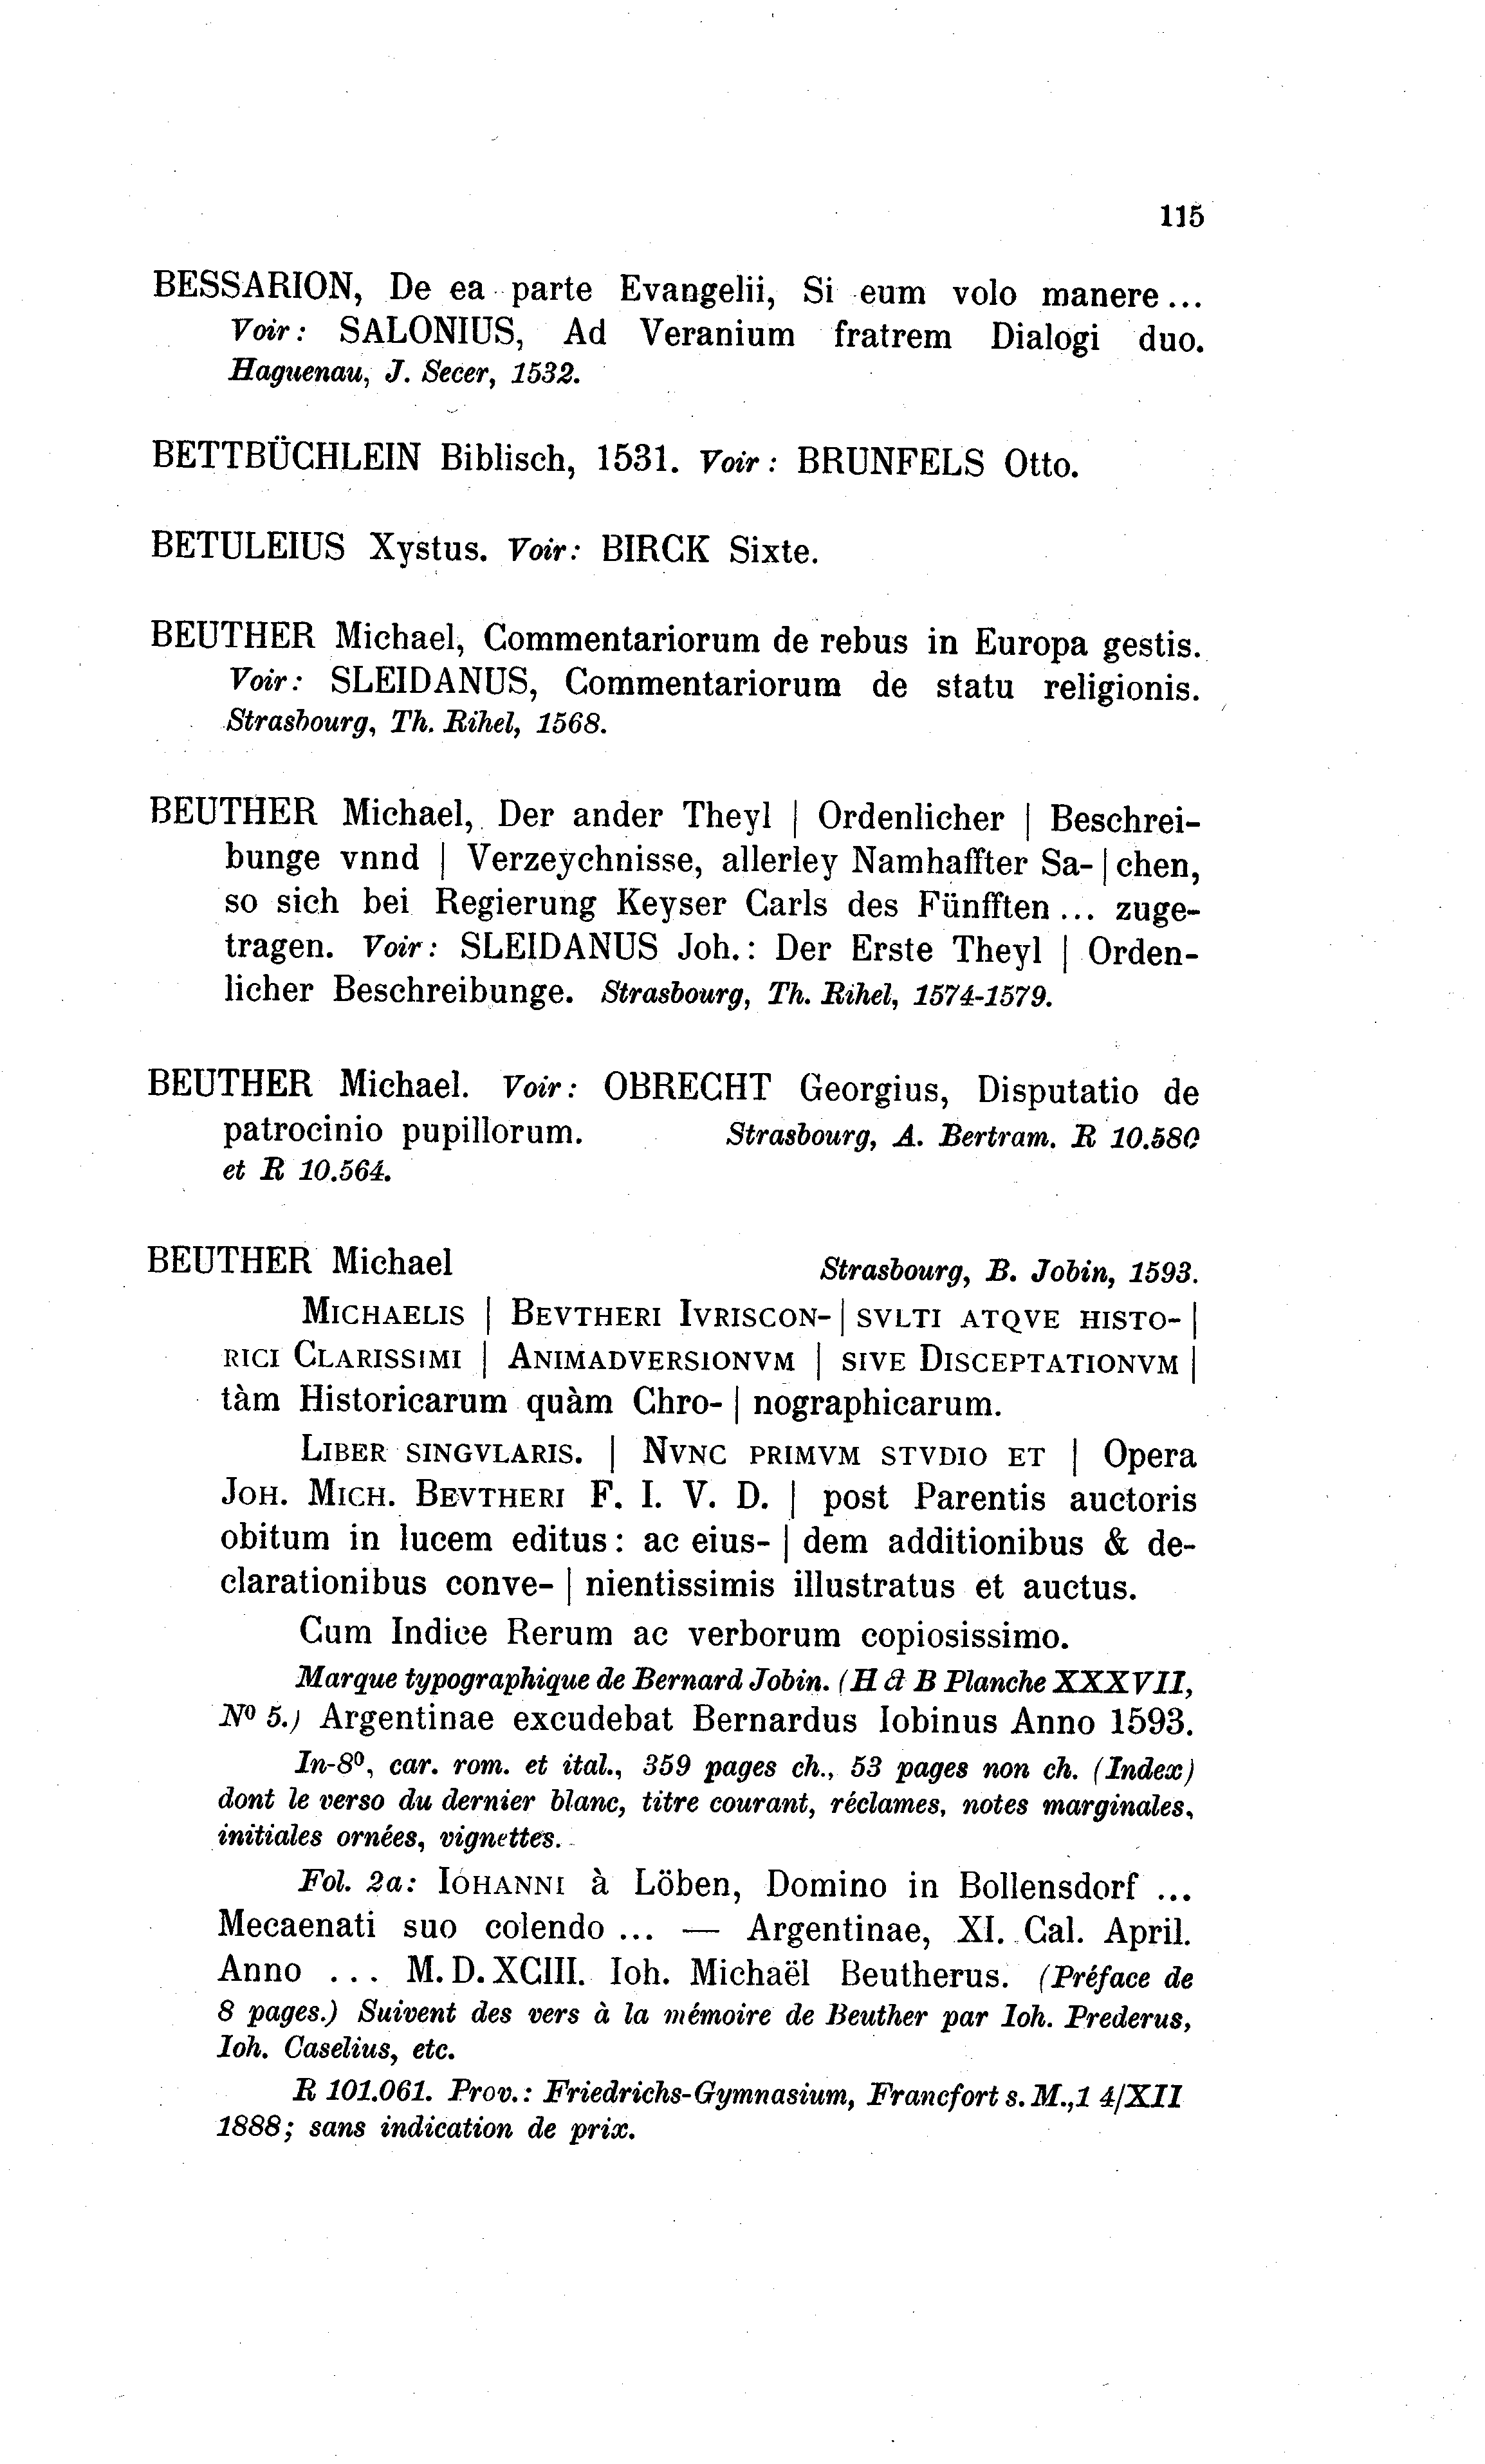 115
BESSARION, De ea parte Evangelii, Si eum volo manere...
Voir: SALONIUS, Ad Veranium fratrem Dialogi duo.
Haguenau, J. Secer, 1532.
BETTBÜCHLEIN Biblisch, 1531. Voir: BRUNFELS Otto.
BETULEIUS Xystus. Voir: BIRCK Sixte.
BEUTHER Michael, Commentariorum de rebus in Europa gestis.
Voir: SLEIDANUS, Commentariorum de statu religionis.
Strasbourg, Th. Rihel, 1568.
BEUTHER Michael, Der ander Theyl | Ordenlicher | Beschrei-
bunge vnnd | Verzeychnisse, allerley Namhaffter Sa- | chen,
so sich bei Regierung Keyser Carls des Fünfften ... zuge-
tragen. Voir: SLEIDANUS Joh.: Der Erste Theyl | Orden-
licher Beschreibunge. Strasbourg, Th. Rihel, 1574-1579.
BEUTHER Michael. Voir: OBRECHT Georgius, Disputatio de
patrocinio pupillorum. Strasbourg, A. Bertram. R 10.580
et R 10.564.
BEUTHER Michael Strasbourg, B. Jobin, 1593.
MICHAELIS | BEVTHERI IVRISCON- | SVLTI ATQVE HISTO- |
RICI CLARISSIMI | ANIMADVERSIONVM | SIVE DISCEPTATIONVM |
tàm Historicarum quàm Chro- | nographicarum.
LIBER SINGVLARIS. | NVNC PRIMVM STVDIO ET | Opera
JOH. MICH. BEVTHERI F. I. V. D. | post Parentis auctoris
obitum in lucem editus: ac eius- | dem additionibus & de-
clarationibus conve- | nientissimis illustratus et auctus.
Cum Indice Rerum ac verborum copiosissimo.
Marque typographique de Bernard Jobin. (H & B Planche XXXVII,
Nº 5.) Argentinae excudebat Bernardus Iobinus Anno 1593.
In-8º, car. rom. et ital., 359 pages ch., 53 pages non ch. (Index)
dont le verso du dernier blanc, titre courant, réclames, notes marginales,
initiales ornées, vignettes.
Fol. 2a: IOHANNI à Löben, Domino in Bollensdorf ...
Mecaenati suo colendo ... — Argentinae, XI. Cal. April.
Anno ... M.D.XCIII. Ioh. Michaël Beutherus. (Préface de
8 pages.) Suivent des vers à la mémoire de Beuther par Ioh. Prederus,
Ioh. Caselius, etc.
R 101.061. Prov.: Friedrichs-Gymnasium, Francfort s. M.,1 4/XII
1888; sans indication de prix.